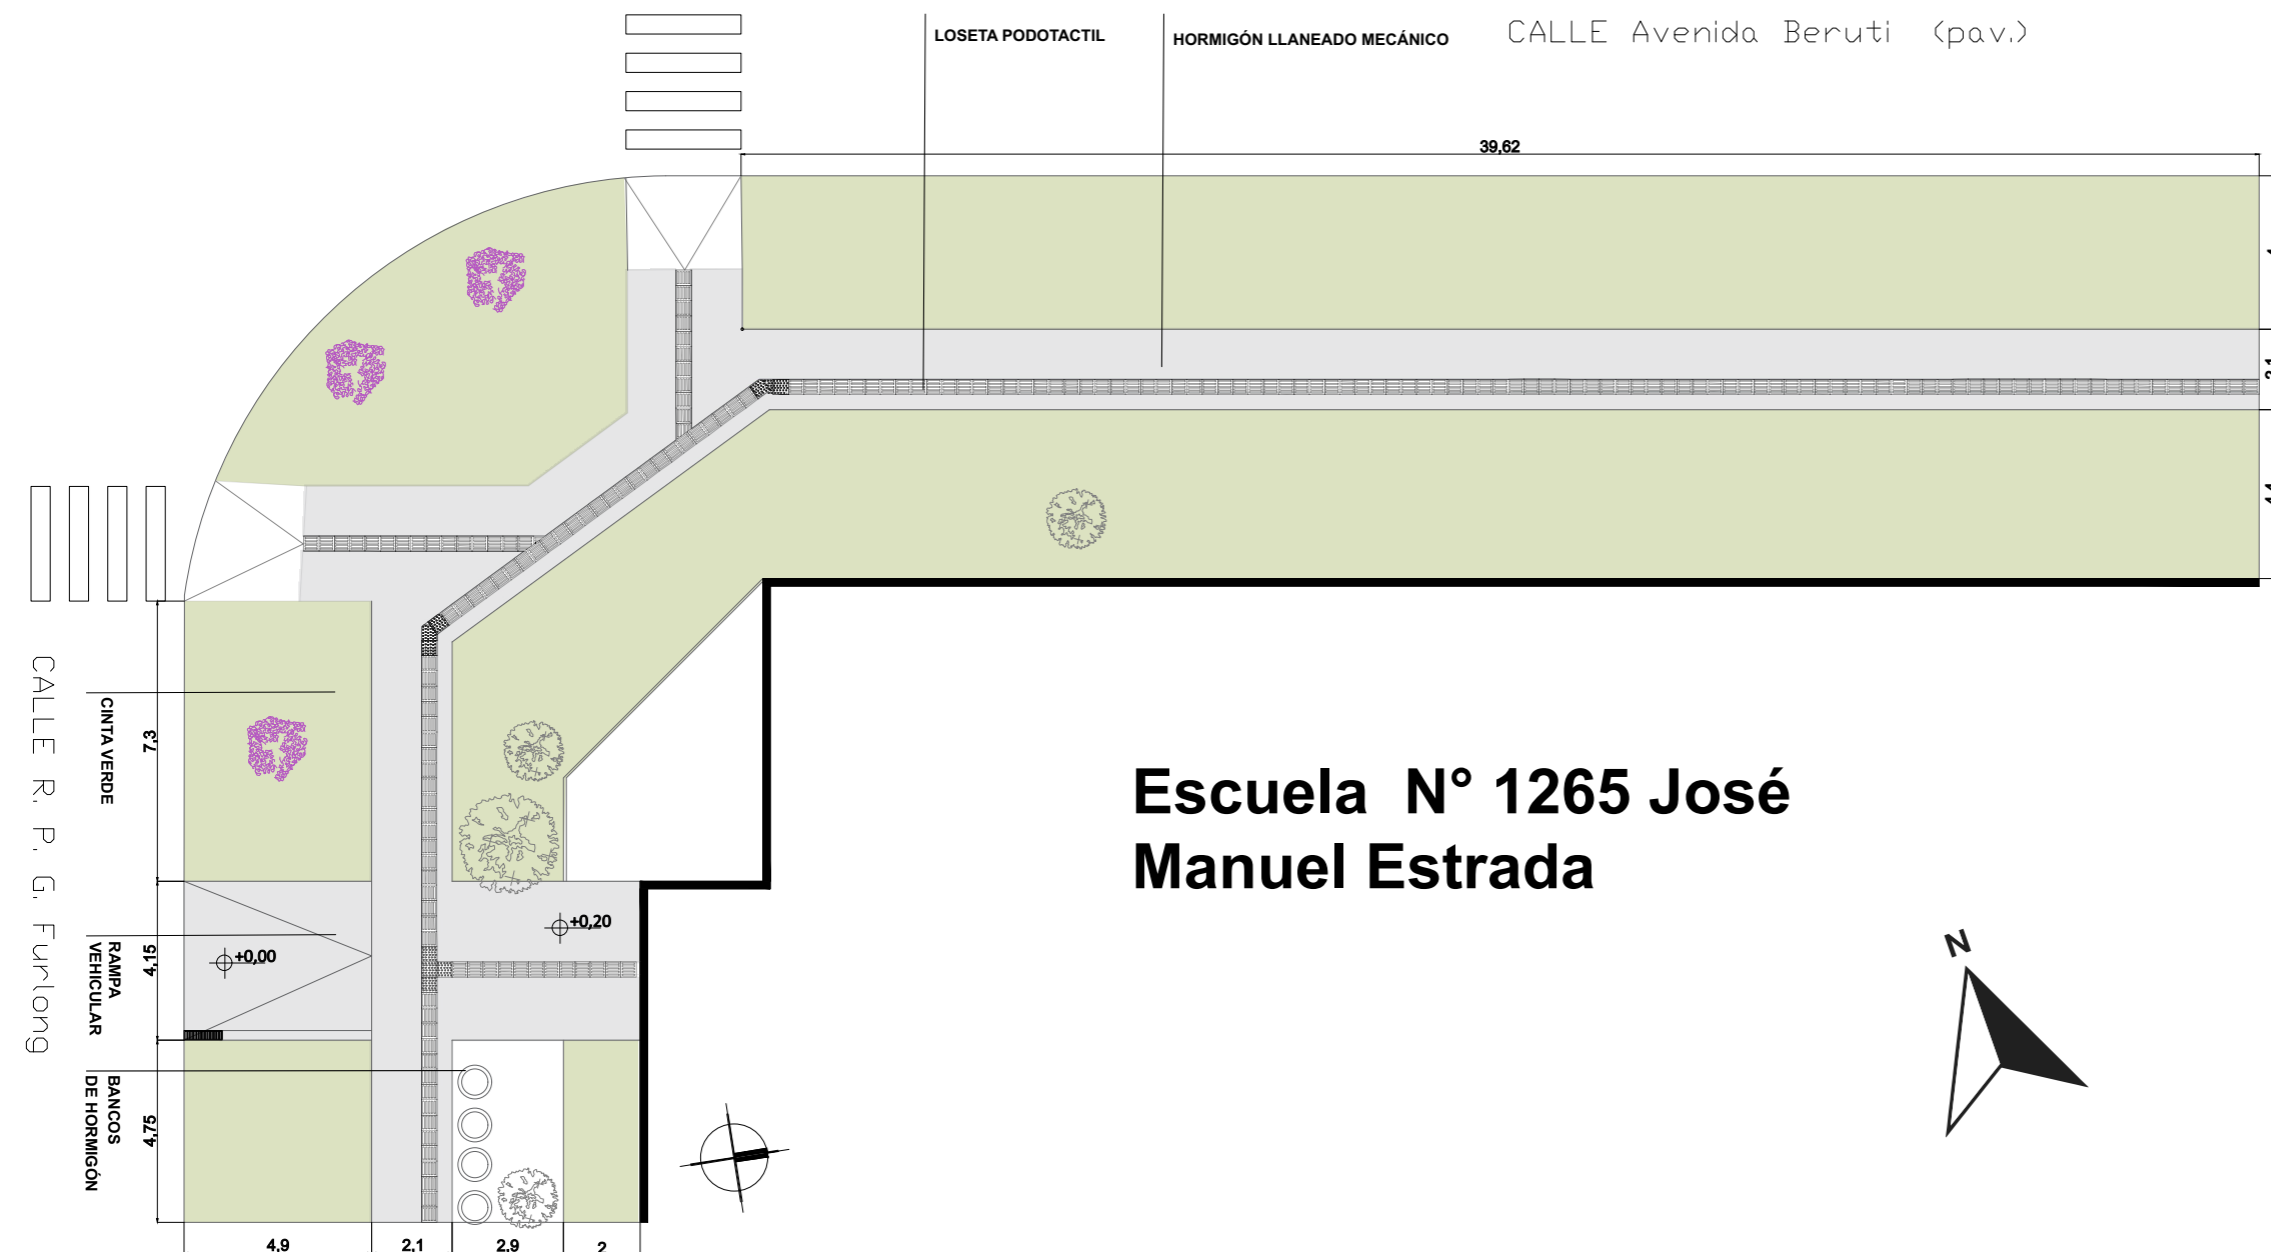 LOSETA PODOTACTIL
HORMIGÓN LLANEADO MECÁNICO
CALLE Avenida Beruti (pav.)
39,62
CALLE R. P. G. Furlong
CINTA VERDE
7,3
RAMPA
VEHICULAR
4,15
BANCOS
DE HORMIGÓN
4,75
+0,00
+0,20
Escuela N° 1265 José
Manuel Estrada
N
4,9
2,1
2,9
2